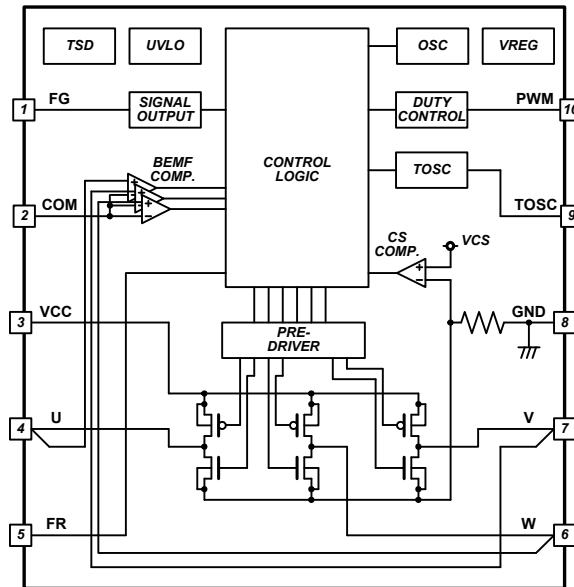 TSD
UVLO
OSC
VREG
1
FG
SIGNAL
OUTPUT
CONTROL
LOGIC
DUTY
CONTROL
PWM
10
BEMF
COMP.
TOSC
2
COM
TOSC
9
CS
COMP.
VCS
3
VCC
GND
8
PRE-
DRIVER
4
U
V
7
5
FR
W
6